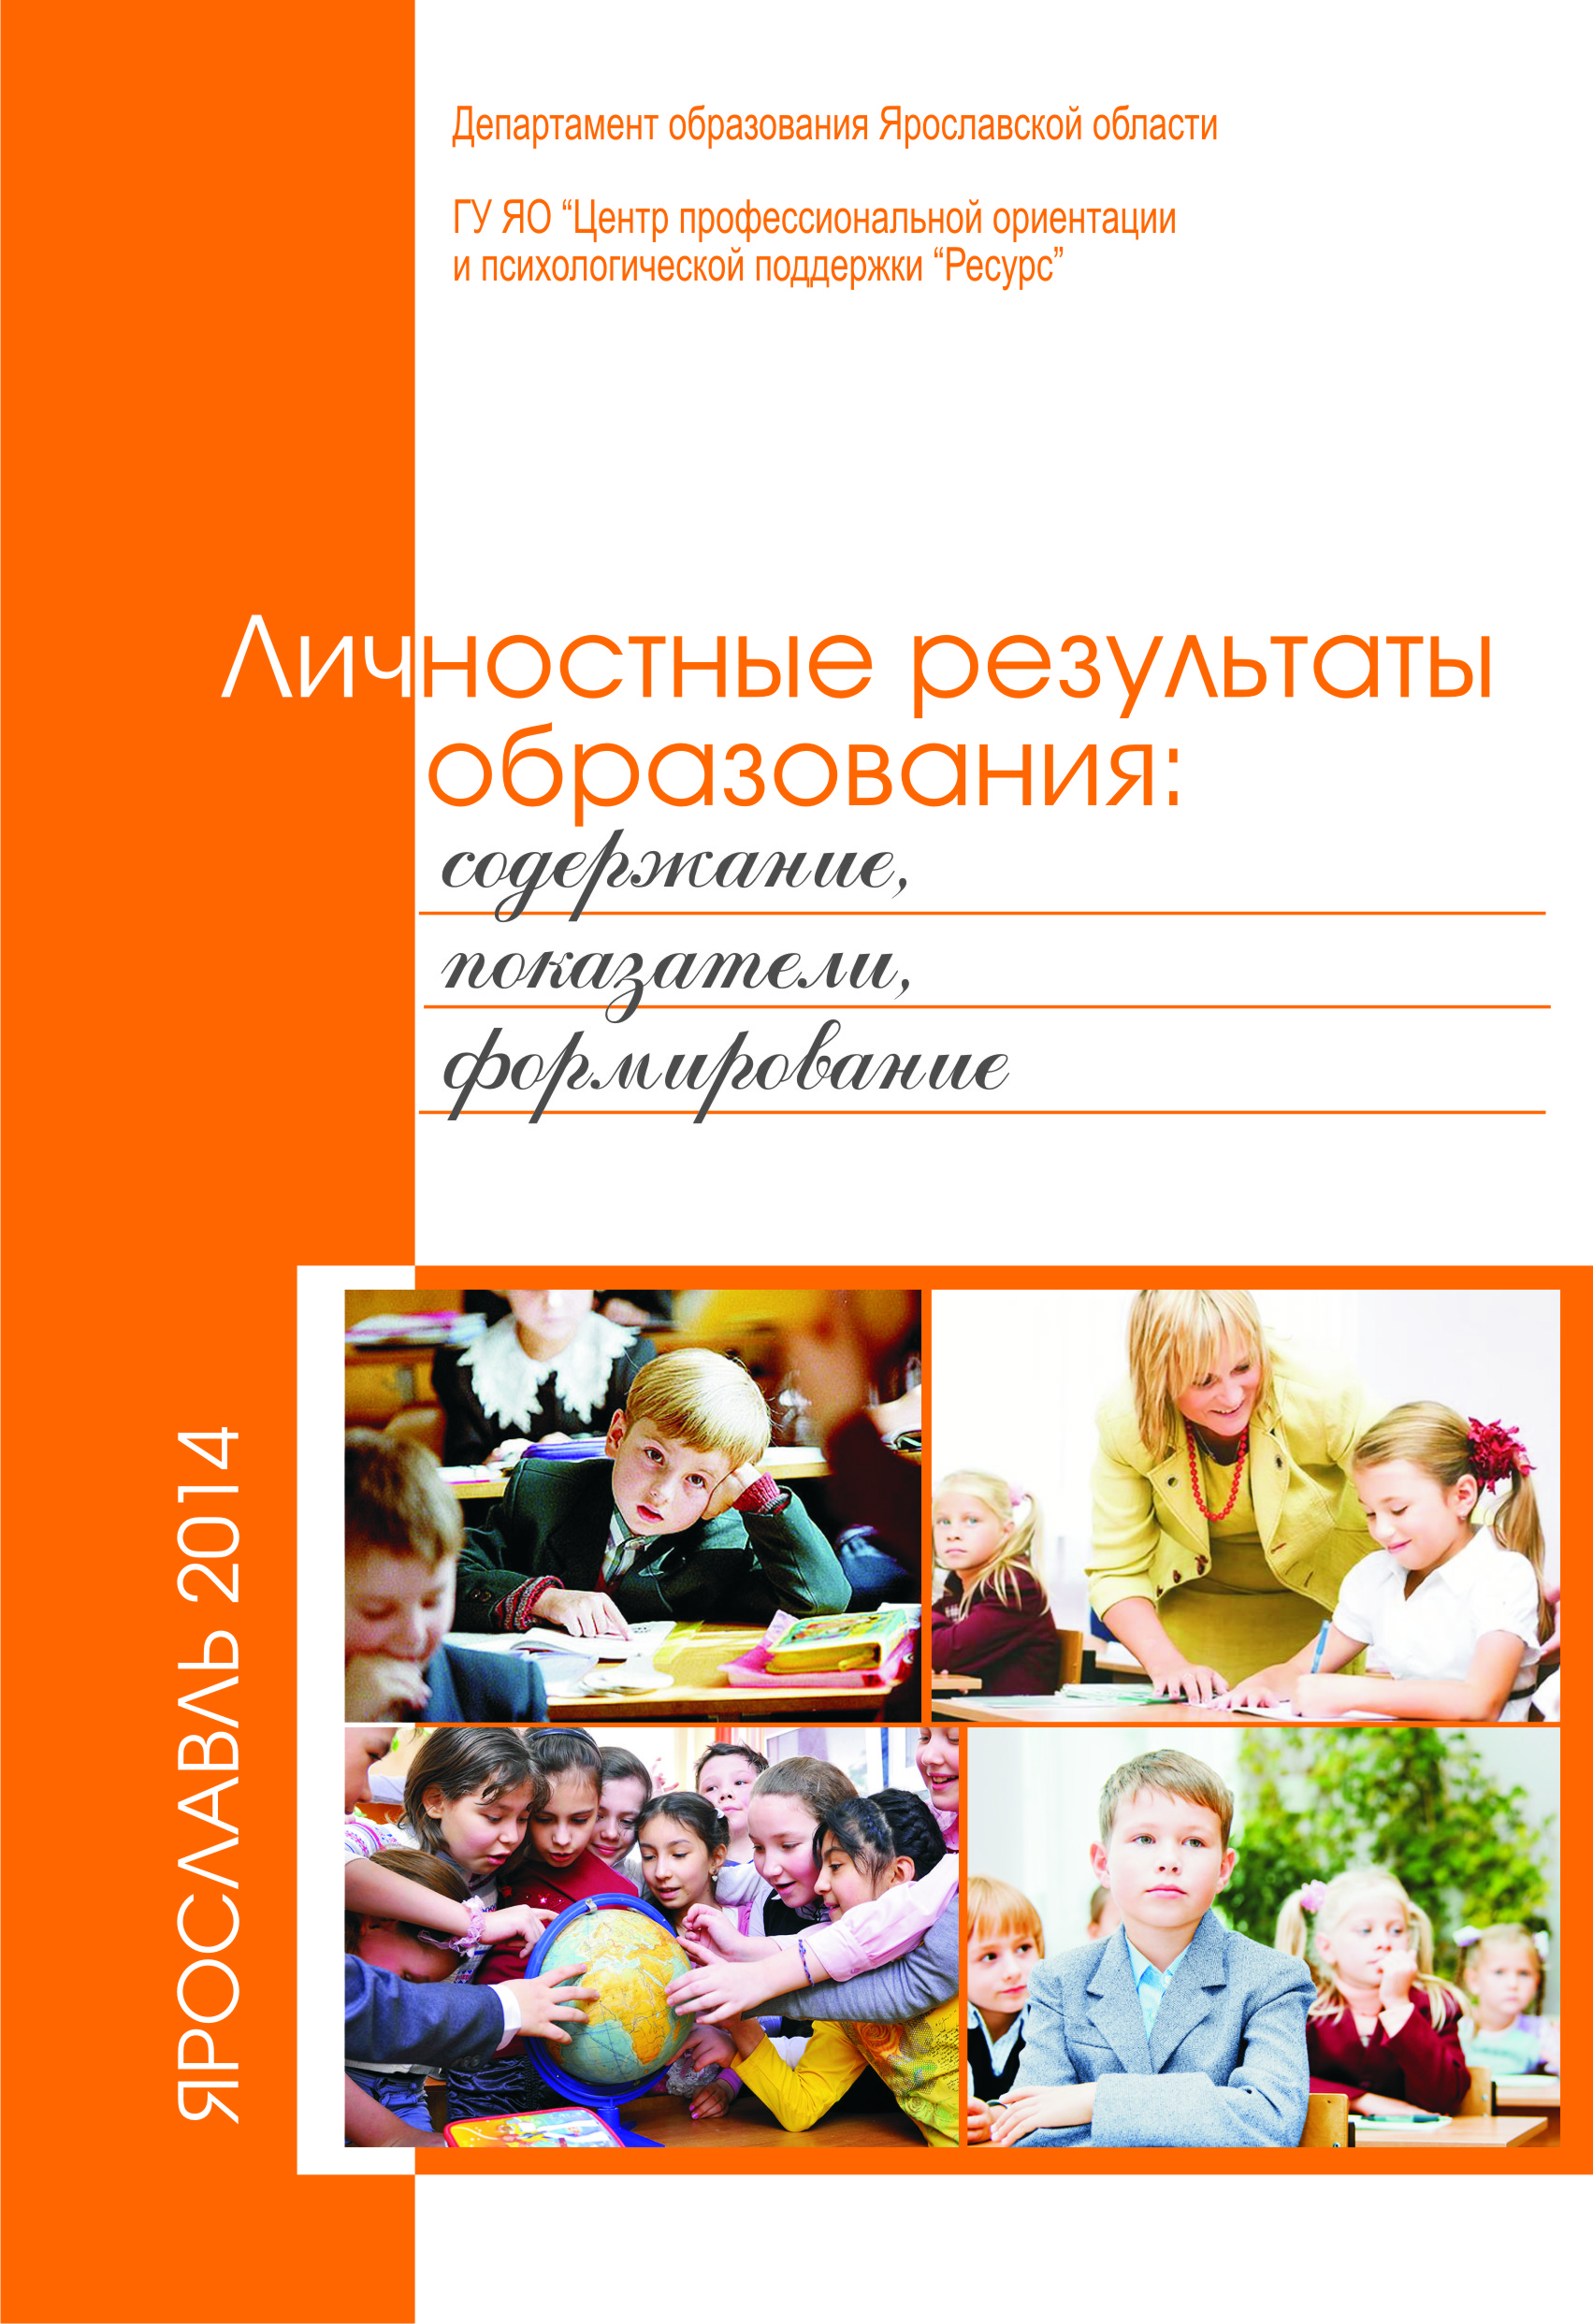 Департамент образования Ярославской области
ГУ ЯО “Центр профессиональной ориентации
и психологической поддержки “Ресурс”
Личностные результаты
образования:
содержание,
показатели,
формирование
ЯРОСЛАВЛЬ 2014